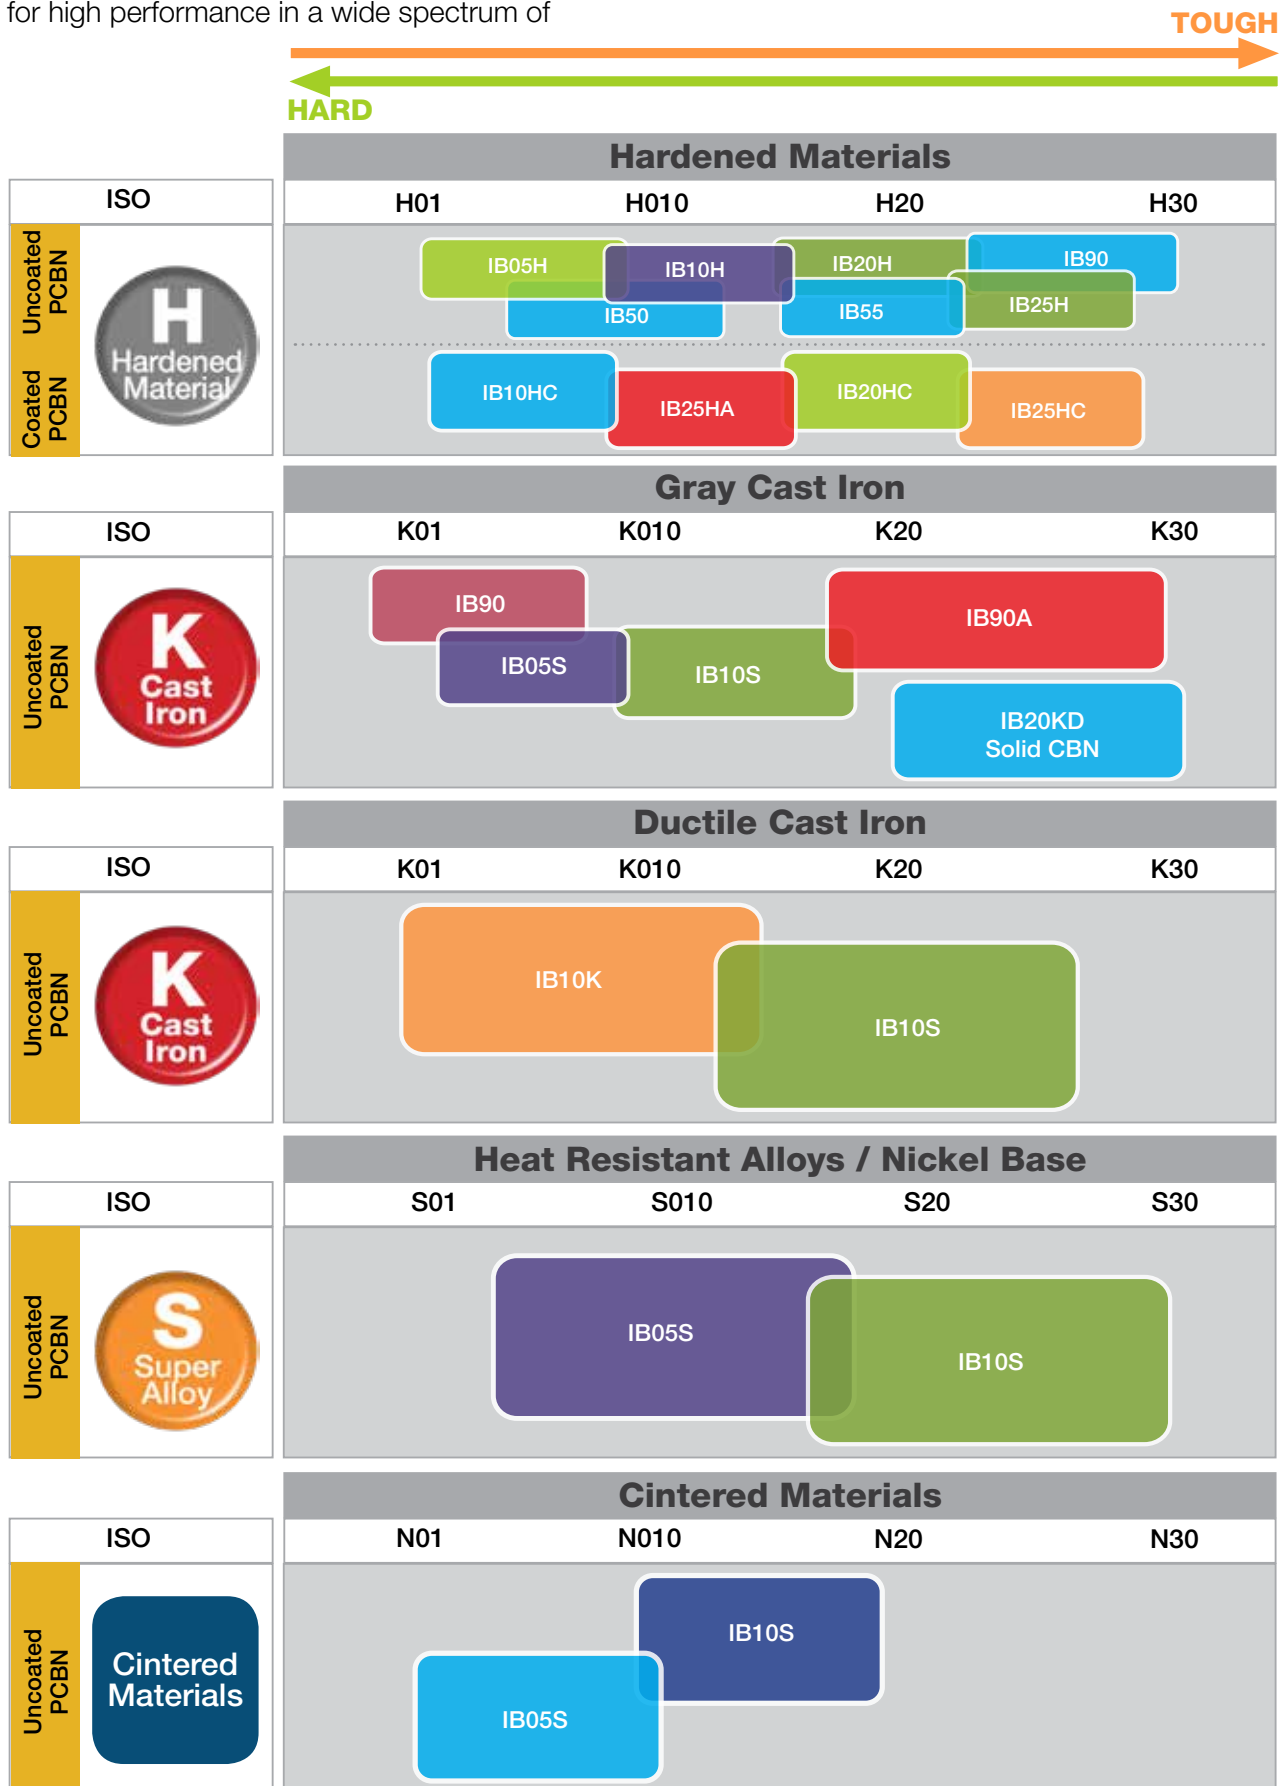 for high performance in a wide spectrum of
TOUGH
HARD
Hardened Materials
ISO
H01 H010 H20 H30
Uncoated
PCBN
Coated
PCBN
H
Hardened
Material
IB05H
IB10H
IB20H
IB90
IB50
IB55
IB25H
IB10HC
IB25HA
IB20HC
IB25HC
Gray Cast Iron
ISO
K01 K010 K20 K30
Uncoated
PCBN
K
Cast
Iron
IB90
IB05S
IB10S
IB90A
IB20KD
Solid CBN
Ductile Cast Iron
ISO
K01 K010 K20 K30
Uncoated
PCBN
K
Cast
Iron
IB10K
IB10S
Heat Resistant Alloys / Nickel Base
ISO
S01 S010 S20 S30
Uncoated
PCBN
S
Super
Alloy
IB05S
IB10S
Cintered Materials
ISO
N01 N010 N20 N30
Uncoated
PCBN
Cintered
Materials
IB10S
IB05S